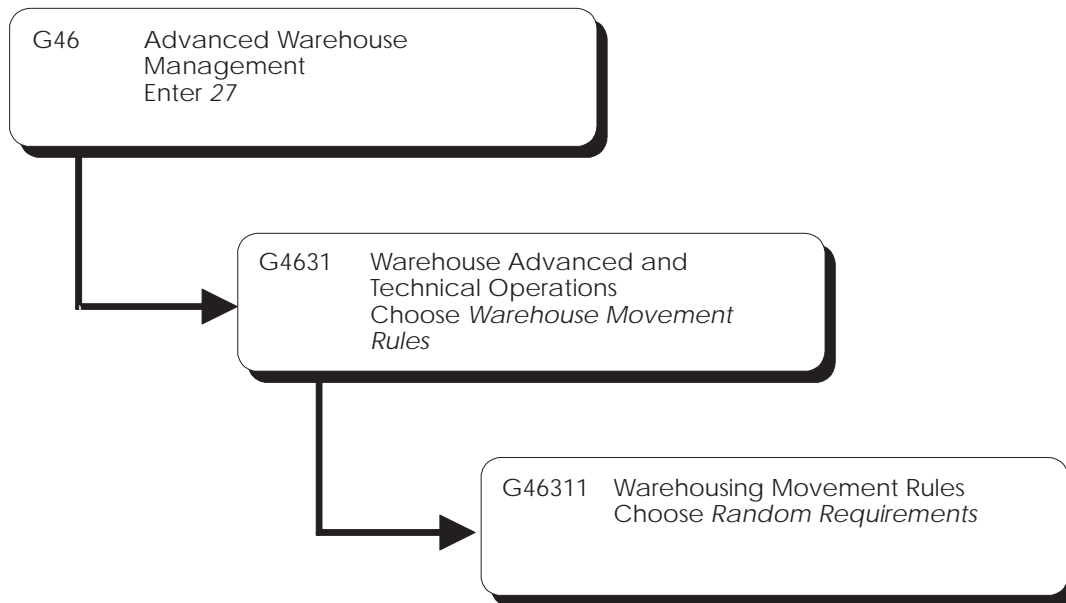 G46 Advanced Warehouse
Management
Enter 27
G4631 Warehouse Advanced and
Technical Operations
Choose Warehouse Movement
Rules
G46311 Warehousing Movement Rules
Choose Random Requirements